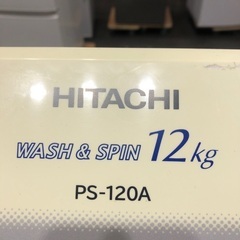 HITACHI
WASH & SPIN 12kg
PS-120A